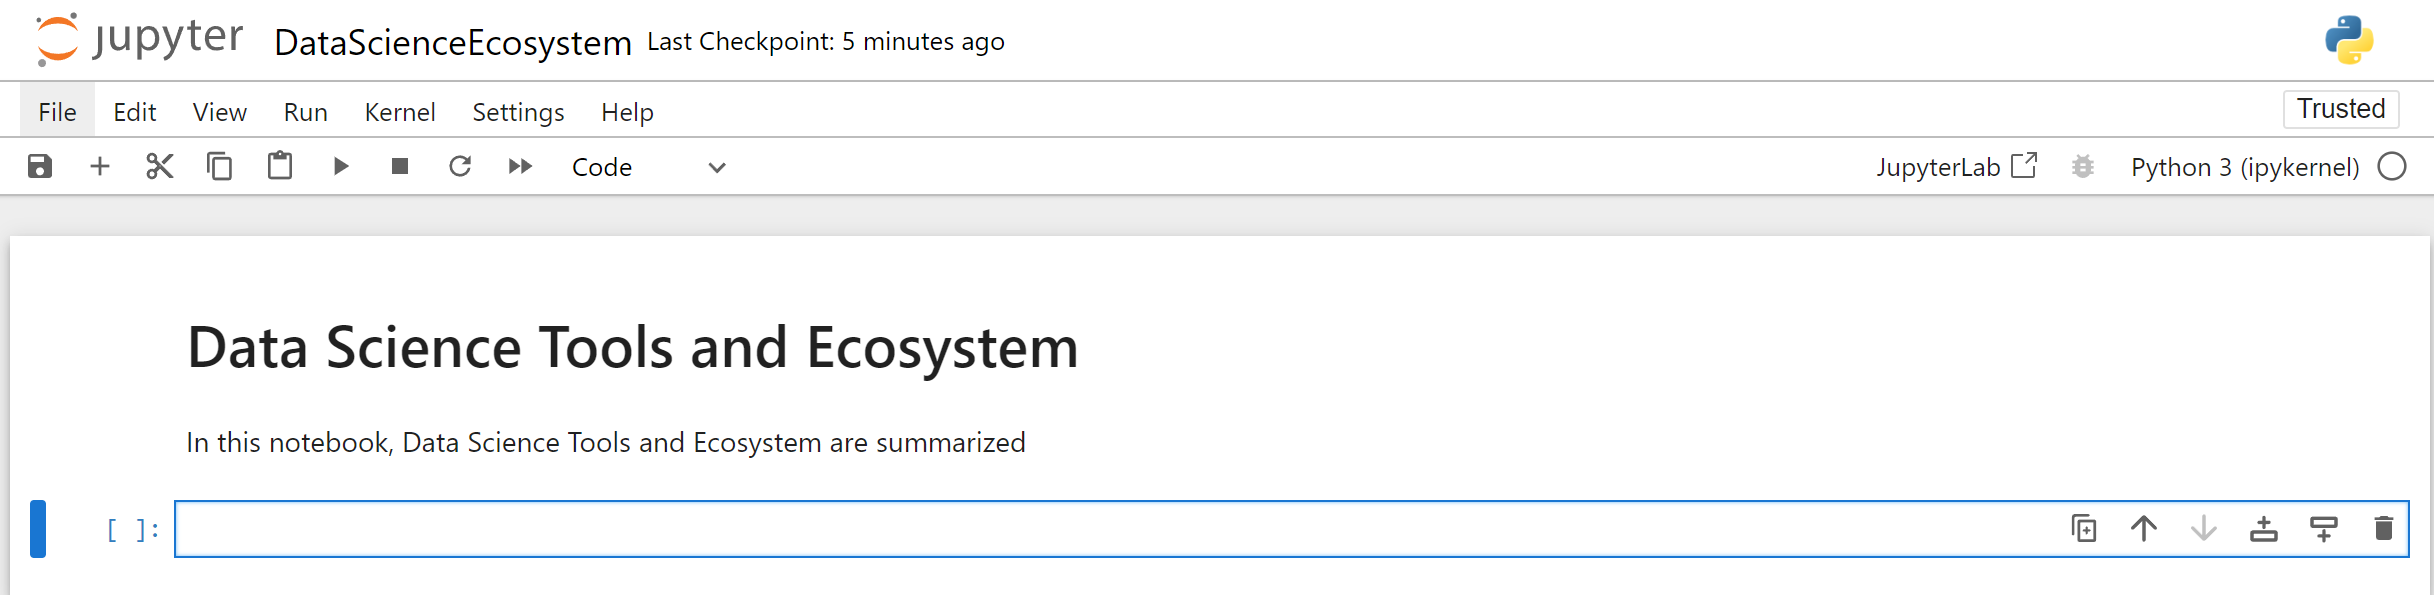 jupyter DataScienceEcosystem Last Checkpoint: 5 minutes ago
File Edit View Run Kernel Settings Help Trusted
Code JupyterLab Python 3 (ipykernel)
Data Science Tools and Ecosystem
In this notebook, Data Science Tools and Ecosystem are summarized
[ ]: